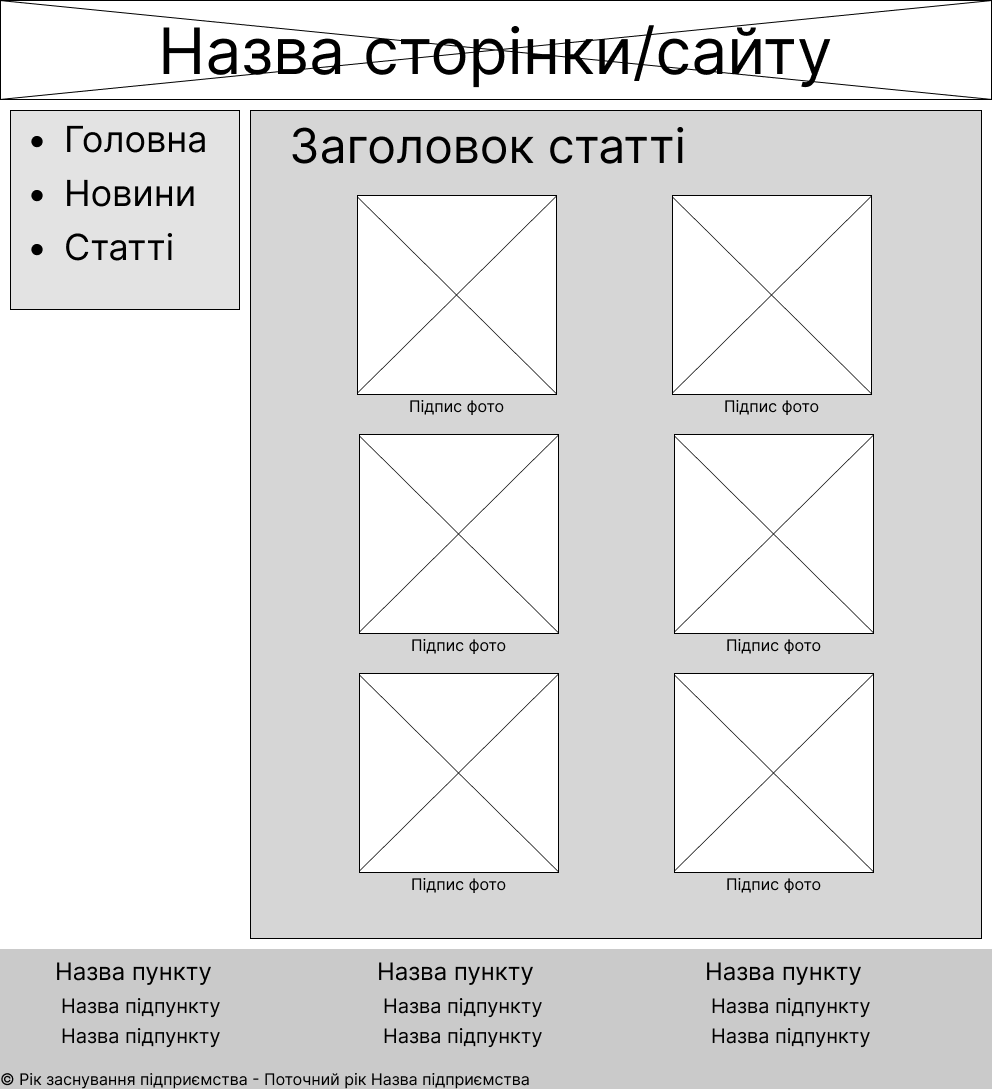 Назва сторінки/сайту
• Головна
• Новини
• Статті
Заголовок статті
Підпис фото
Підпис фото
Підпис фото
Підпис фото
Підпис фото
Підпис фото
Назва пункту
Назва підпункту
Назва підпункту
Назва пункту
Назва підпункту
Назва підпункту
Назва пункту
Назва підпункту
Назва підпункту
© Рік заснування підприємства - Поточний рік Назва підприємства